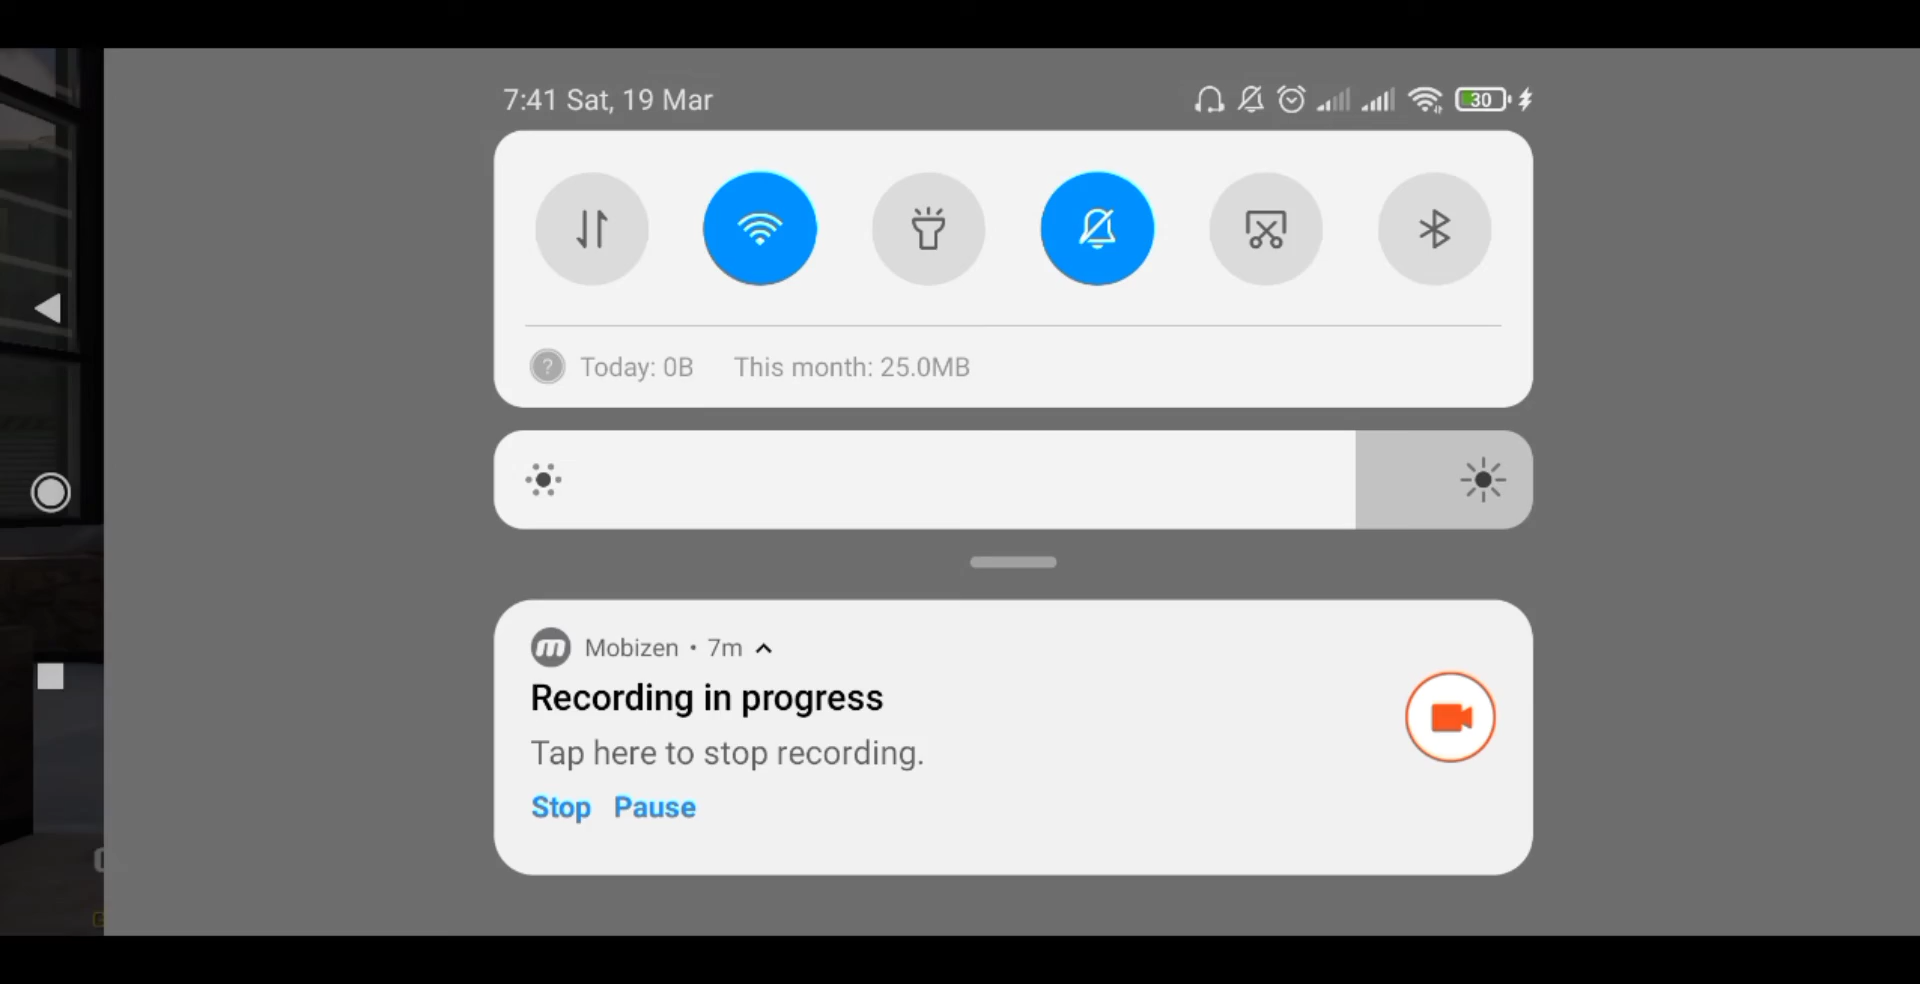 7:41 Sat, 19 Mar
30
Today: 0B This month: 25.0MB
Mobizen • 7m
Recording in progress
Tap here to stop recording.
Stop Pause